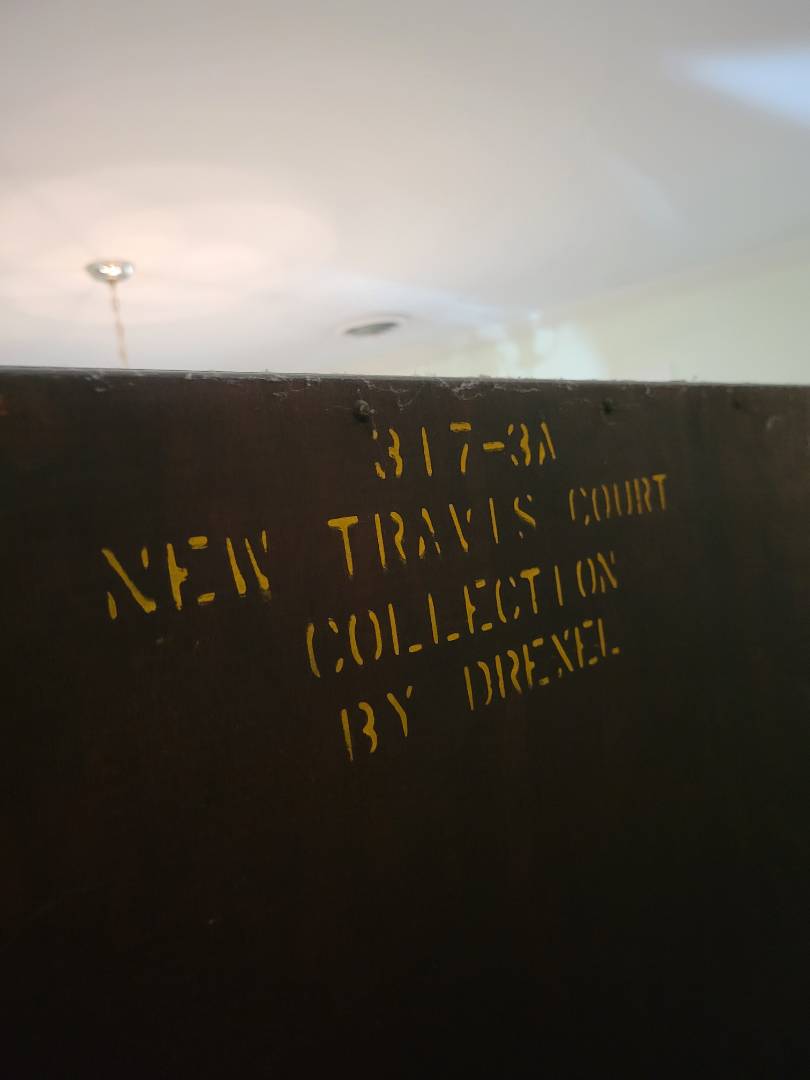 317-3A
NEW TRAVIS COURT
COLLECTION
BY DREXEL